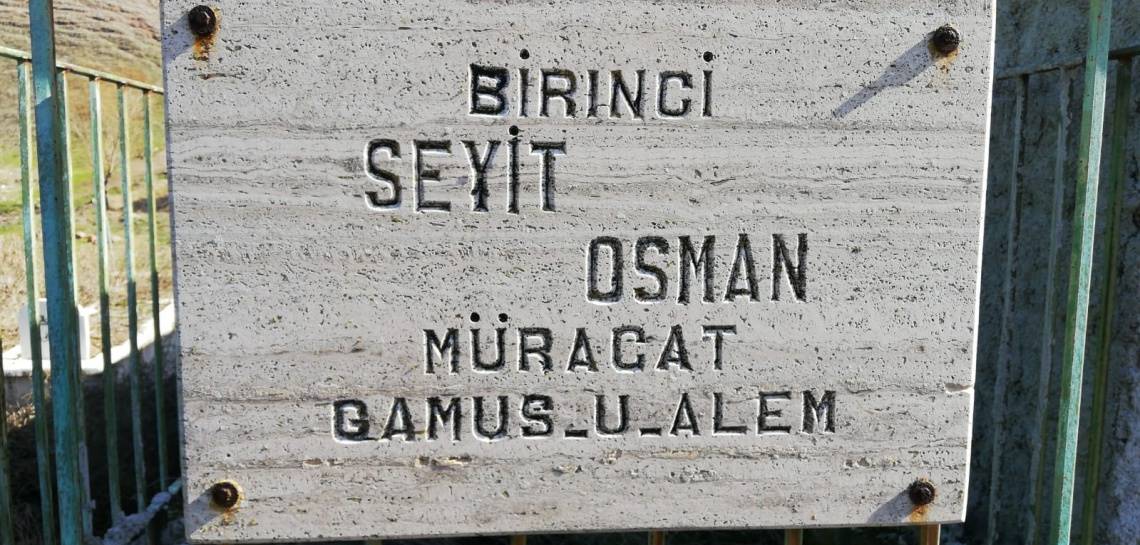 BİRİNCİ
SEYİT
OSMAN
MÜRACAT
GAMUS_U_ALEM